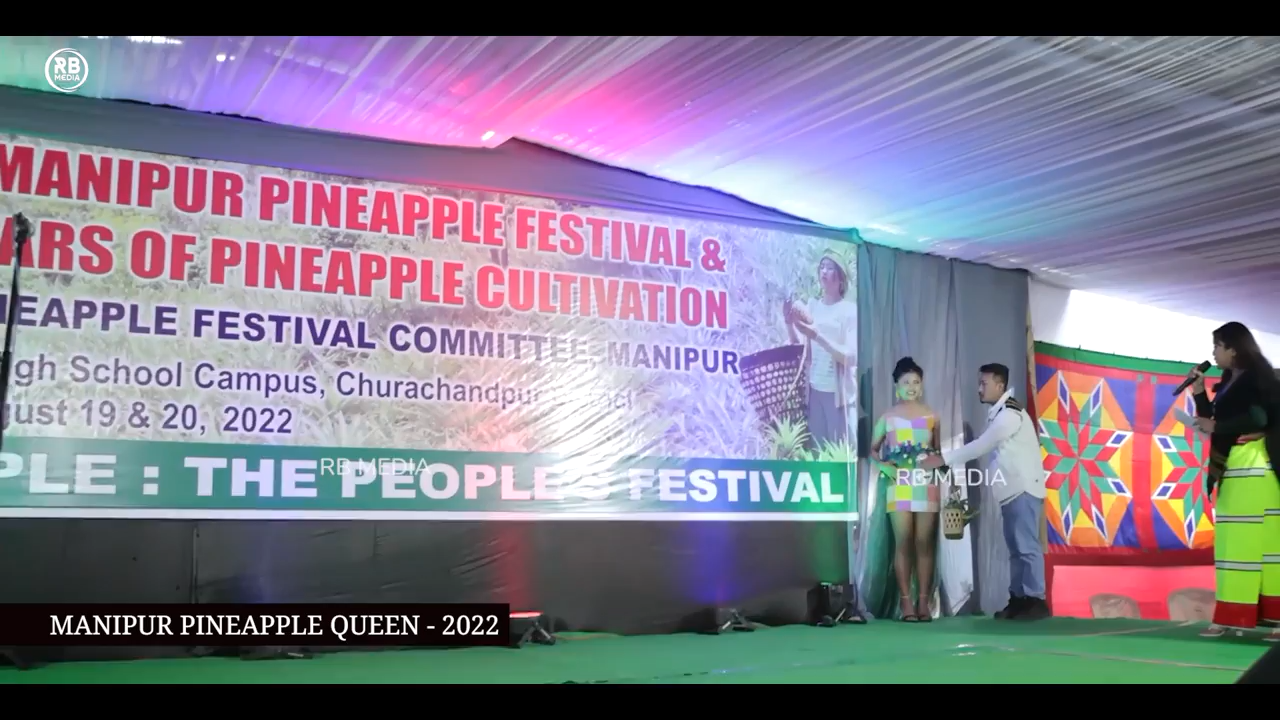 RB
MEDIA
MANIPUR PINEAPPLE FESTIVAL &
ARS OF PINEAPPLE CULTIVATION
EAPPLE FESTIVAL COMMITTEE, MANIPUR
gh School Campus, Churachandpur
gust 19 & 20, 2022
PLE : THE PEOPLE'S FESTIVAL
RB MEDIA
RB MEDIA
MANIPUR PINEAPPLE QUEEN - 2022